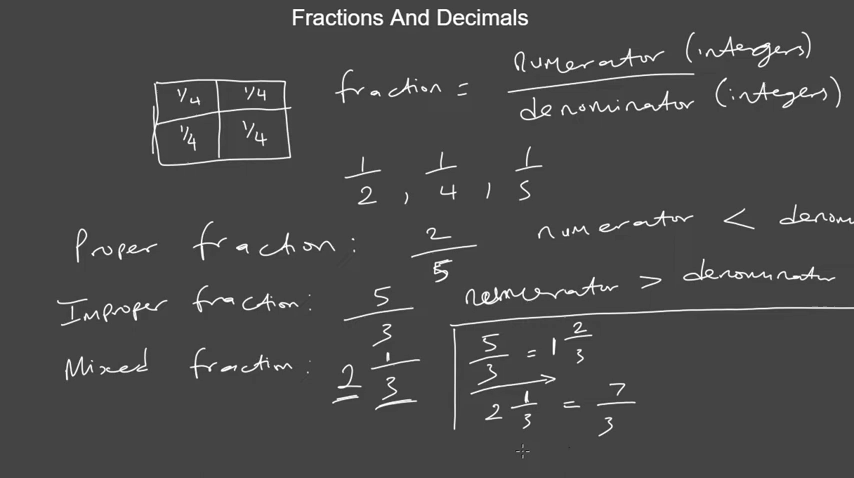 Fractions And Decimals
1/4 1/4
1/4 1/4
fraction = numerator (intergers) / denominator (integers)
1/2 , 1/4 , 1/5
Proper fraction : 2/5 numerator < denom
Improper fraction : 5/3 numerator > denominator
Mixed fraction : 2 1/3
5/3 = 1 2/3
2 1/3 = 7/3